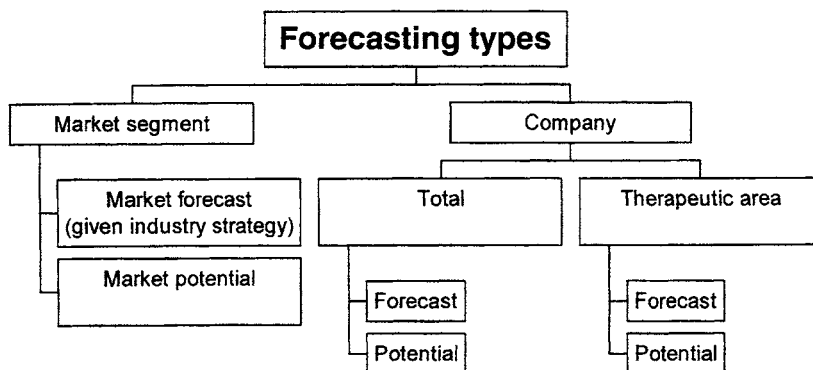 Forecasting types
Market segment
Company
Market forecast
(given industry strategy)
Market potential
Total
Therapeutic area
Forecast
Potential
Forecast
Potential